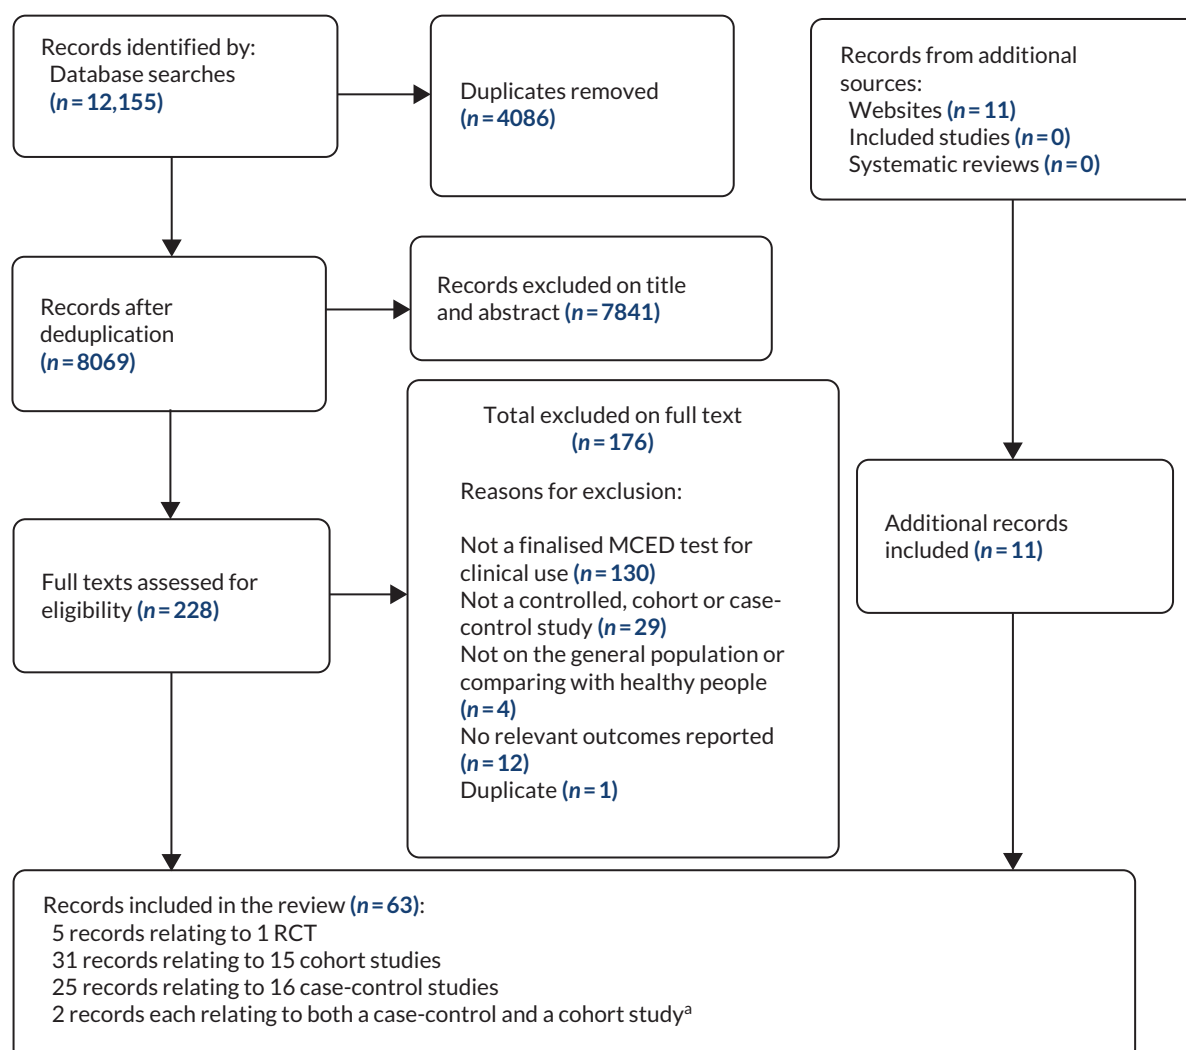 Records identified by:
Database searches
(n=12,155)
Duplicates removed
(n=4086)
Records from additional
sources:
Websites (n=11)
Included studies (n=0)
Systematic reviews (n=0)
Records after
deduplication
(n=8069)
Records excluded on title
and abstract (n=7841)
Full texts assessed for
eligibility (n=228)
Total excluded on full text
(n=176)
Reasons for exclusion:
Not a finalised MCED test for
clinical use (n=130)
Not a controlled, cohort or case-
control study (n=29)
Not on the general population or
comparing with healthy people
(n=4)
No relevant outcomes reported
(n=12)
Duplicate (n=1)
Additional records
included (n=11)
Records included in the review (n=63):
5 records relating to 1 RCT
31 records relating to 15 cohort studies
25 records relating to 16 case-control studies
2 records each relating to both a case-control and a cohort studyᵃ